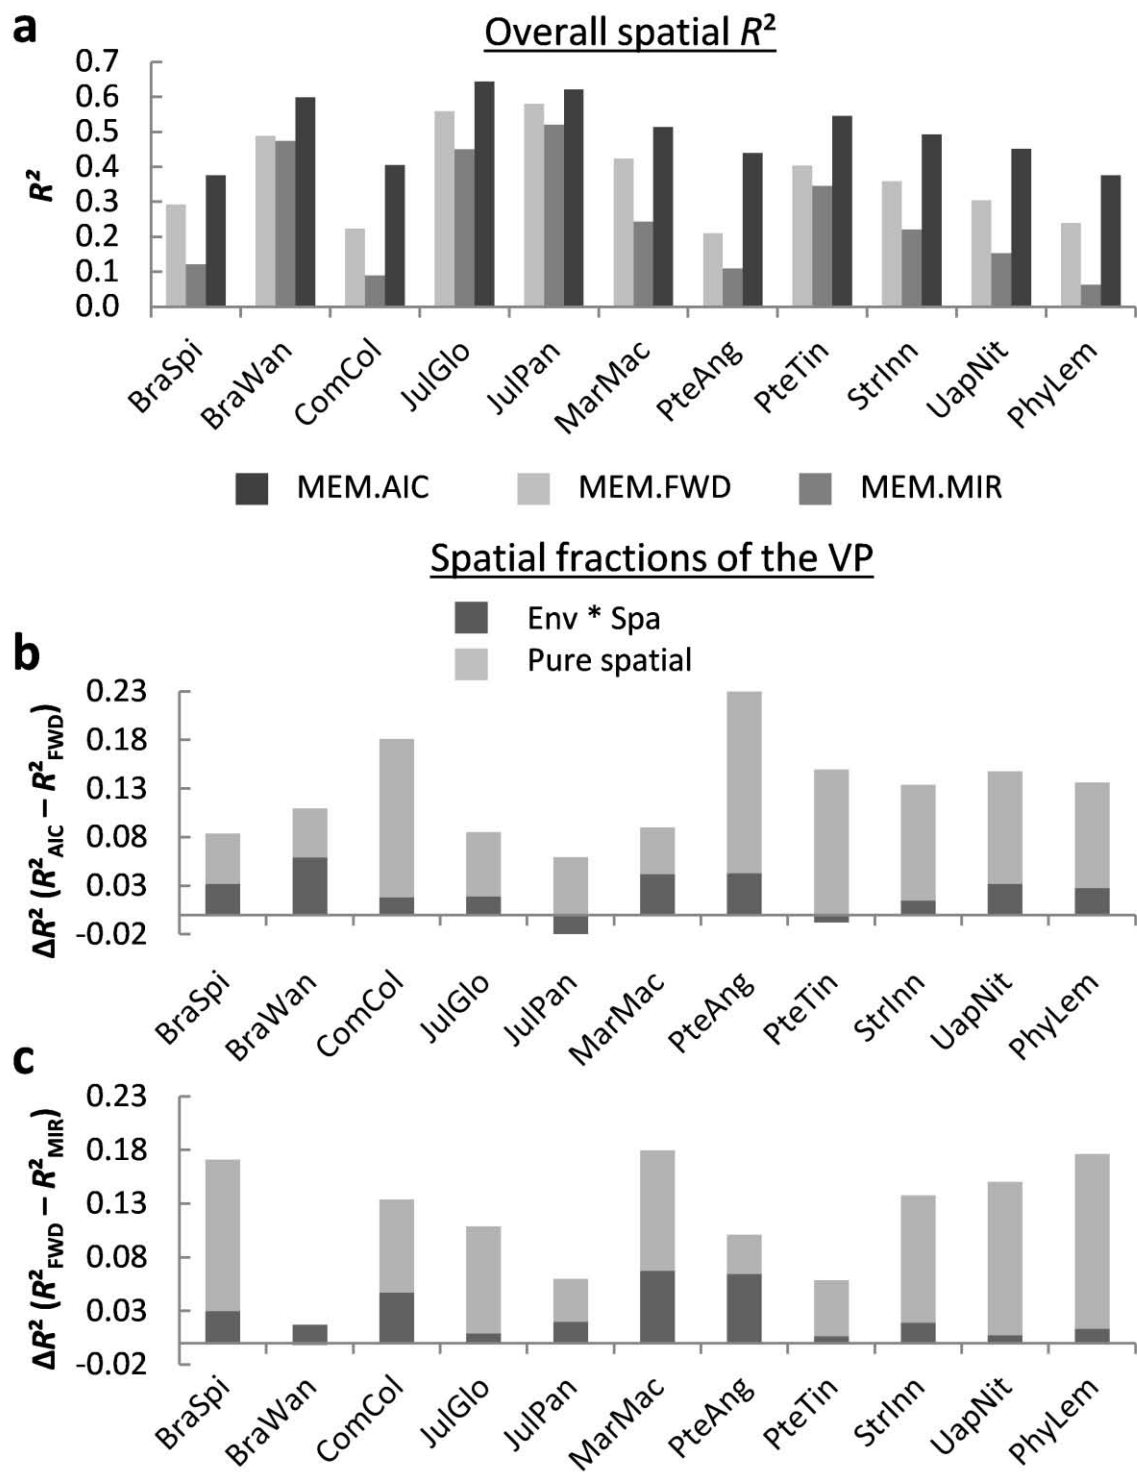 a
Overall spatial R²
0.7
0.6
0.5
0.4
0.3
0.2
0.1
0.0
R²
BraSpi
BraWan
ComCol
JulGlo
JulPan
MarMac
PteAng
PteTin
StrInn
UapNit
PhyLem
MEM.AIC
MEM.FWD
MEM.MIR
Spatial fractions of the VP
Env * Spa
Pure spatial
b
0.23
0.18
0.13
0.08
0.03
-0.02
ΔR² (R²AIC – R²FWD)
BraSpi
BraWan
ComCol
JulGlo
JulPan
MarMac
PteAng
PteTin
StrInn
UapNit
PhyLem
c
0.23
0.18
0.13
0.08
0.03
-0.02
ΔR² (R²FWD – R²MIR)
BraSpi
BraWan
ComCol
JulGlo
JulPan
MarMac
PteAng
PteTin
StrInn
UapNit
PhyLem